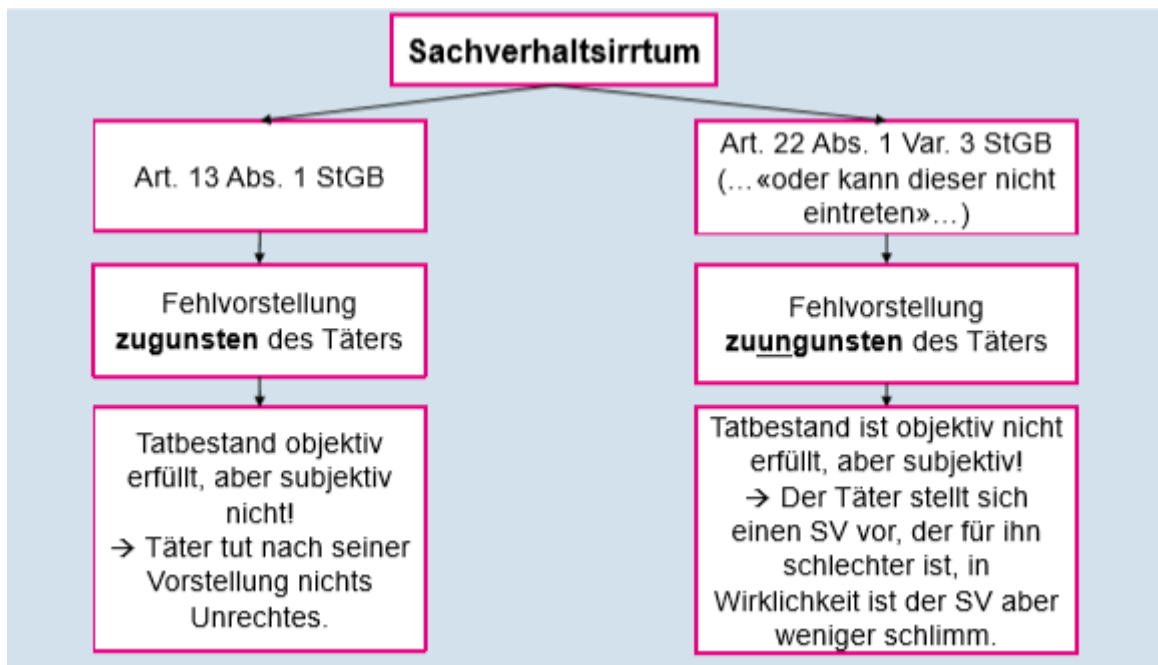 Sachverhaltsirrtum
Art. 13 Abs. 1 StGB
Fehlvorstellung
zugunsten des Täters
Tatbestand objektiv
erfüllt, aber subjektiv
nicht!
→ Täter tut nach seiner
Vorstellung nichts
Unrechtes.
Art. 22 Abs. 1 Var. 3 StGB
(…«oder kann dieser nicht
eintreten»…)
Fehlvorstellung
zuungunsten des Täters
Tatbestand ist objektiv nicht
erfüllt, aber subjektiv!
→ Der Täter stellt sich
einen SV vor, der für ihn
schlechter ist, in
Wirklichkeit ist der SV aber
weniger schlimm.